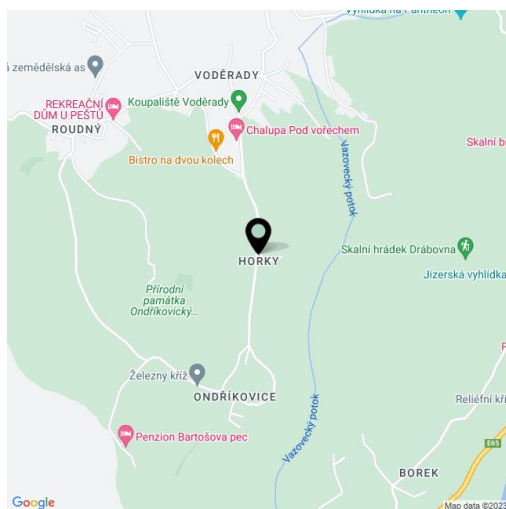 Vyhlídka na Pantheon
á zemědělská as
VODĚRADY
REKREAČNÍ
DŮM U PEŠTŮ
Koupaliště Voděrady
ROUDNÝ
Chalupa Pod vořechem
Bistro na dvou kolech
Skalní b
Vazovecký potok
Skalní hrádek Drábovna
HORKY
Jizerská vyhlídka
Přírodní
památka
Ondříkovický...
Železný kříž
ONDŘÍKOVICE
Reliéfní kří
Penzion Bartošova pec
Vazovecký potok
E65
BOREK
Google
Map data ©2023